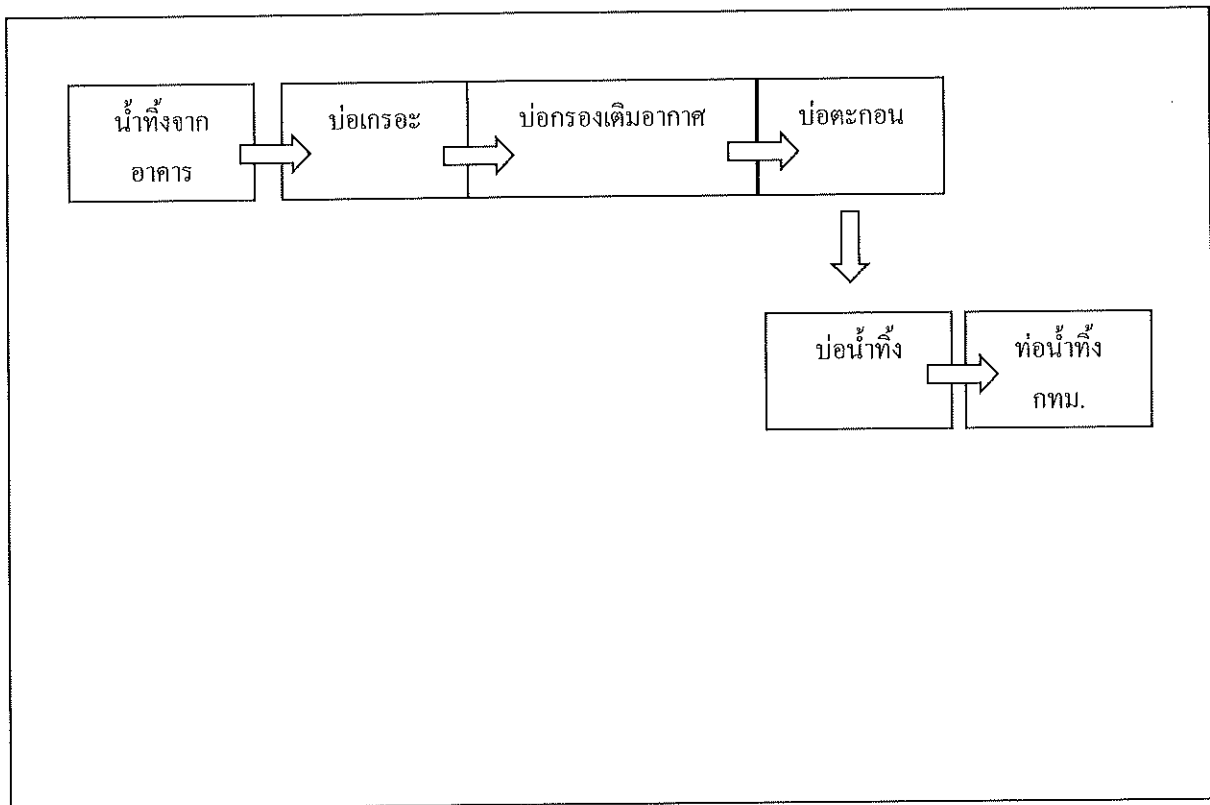 น้ำทิ้งจาก
อาคาร
บ่อเกรอะ
บ่อกรองเติมอากาศ
บ่อตะกอน
บ่อน้ำทิ้ง
ท่อน้ำทิ้ง
กทม.